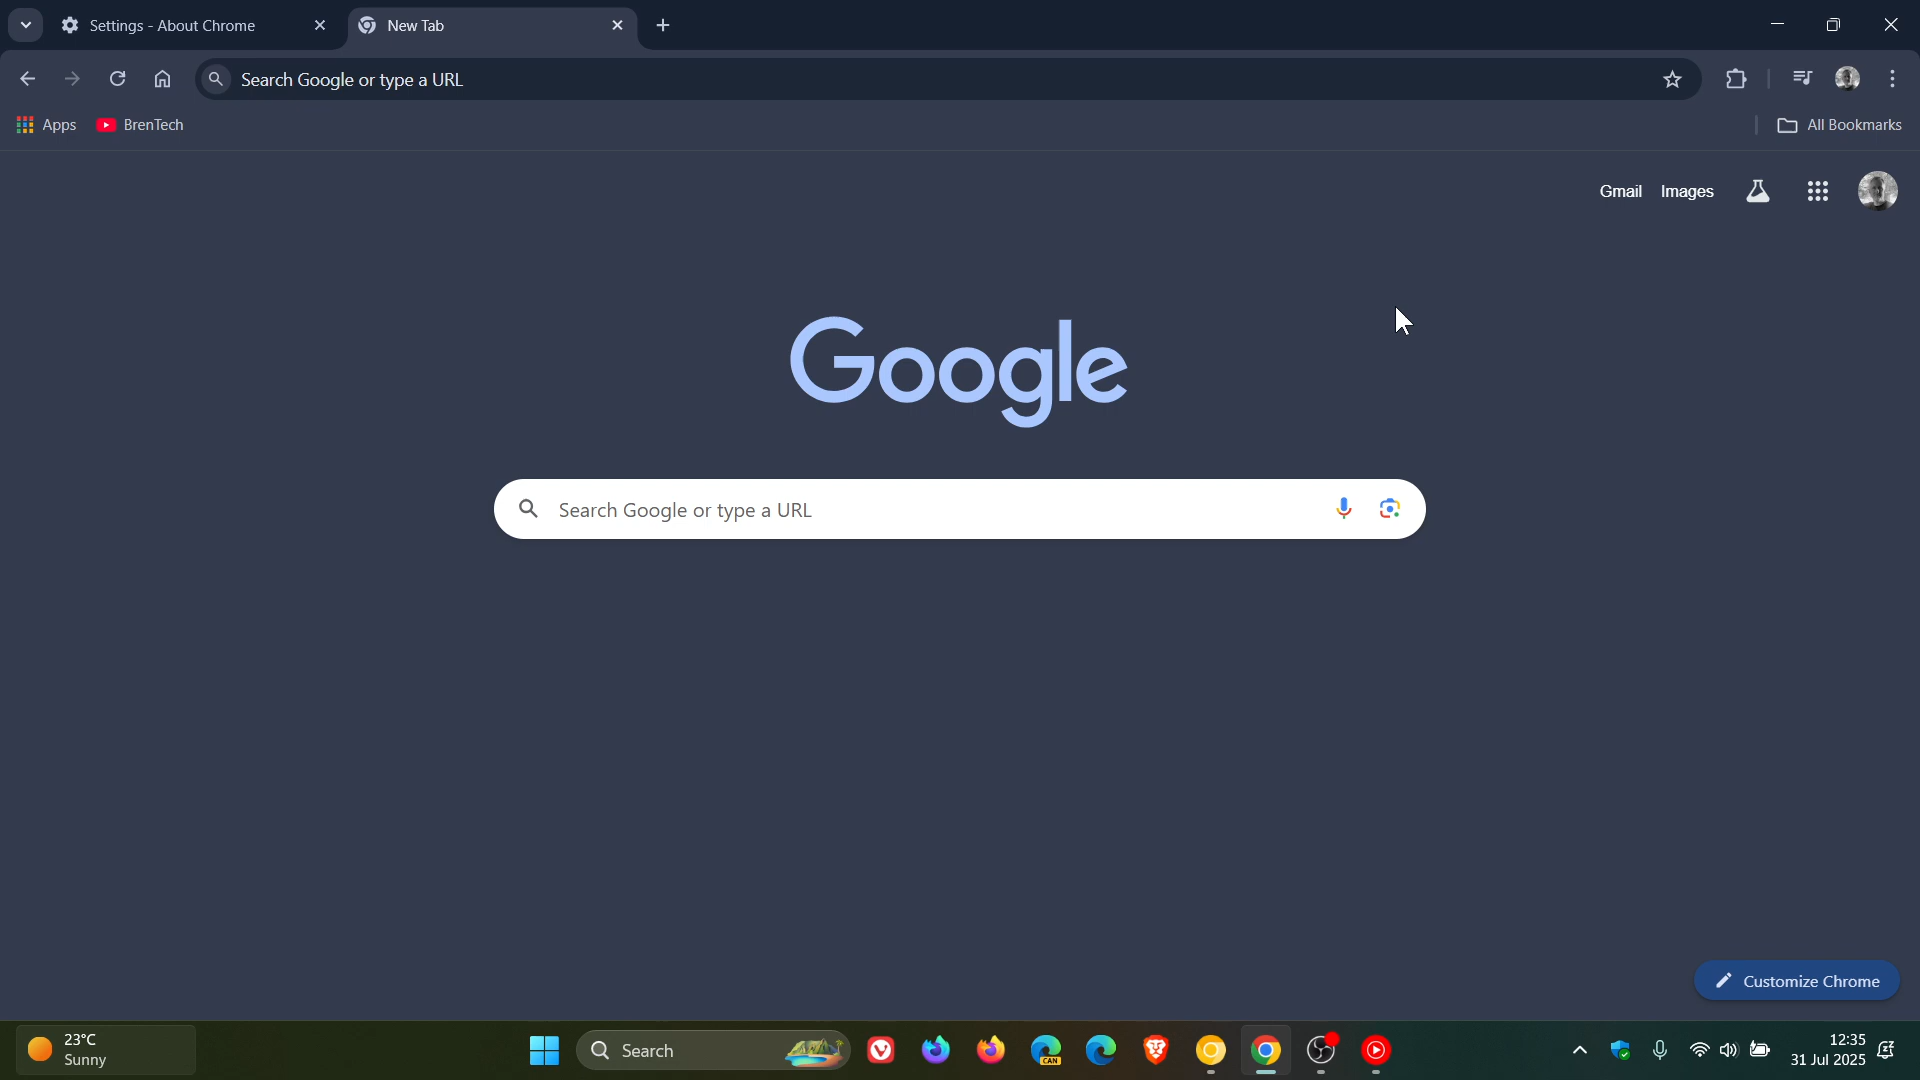 Settings - About Chrome
New Tab
Search Google or type a URL
Apps
BrenTech
All Bookmarks
Gmail
Images
Google
Search Google or type a URL
Customize Chrome
23°C
Sunny
Search
CAN
12:35
31 Jul 2025